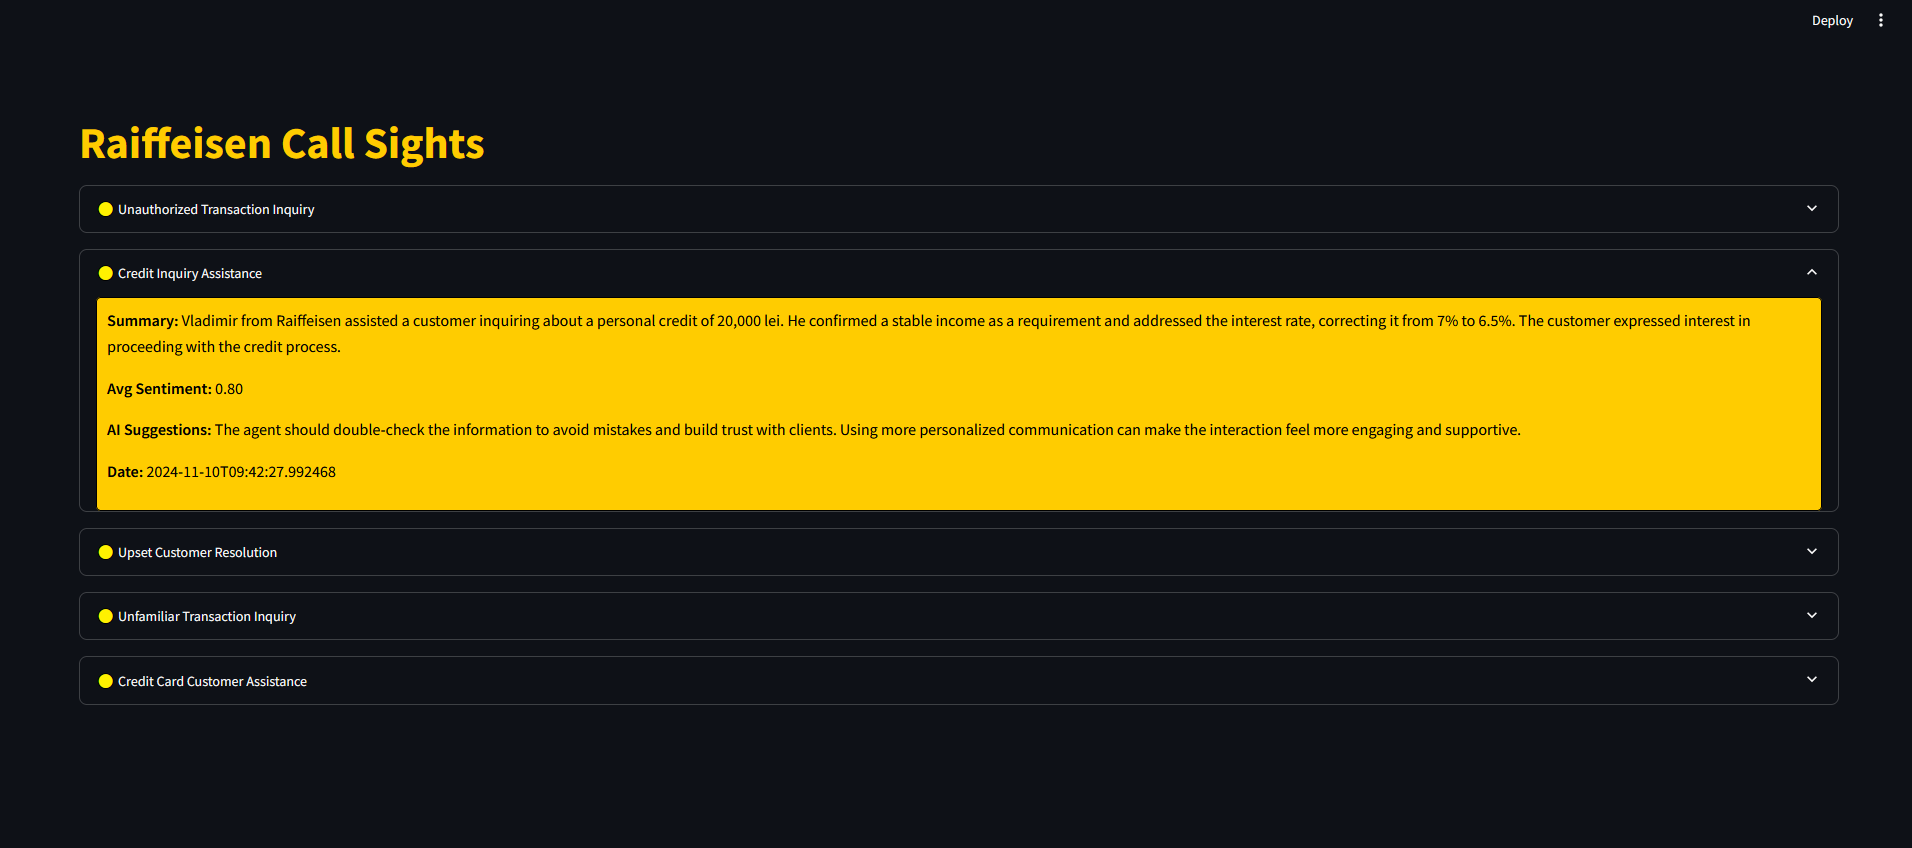 Deploy
Raiffeisen Call Sights
Unauthorized Transaction Inquiry
Credit Inquiry Assistance
Summary: Vladimir from Raiffeisen assisted a customer inquiring about a personal credit of 20,000 lei. He confirmed a stable income as a requirement and addressed the interest rate, correcting it from 7% to 6.5%. The customer expressed interest in
proceeding with the credit process.
Avg Sentiment: 0.80
AI Suggestions: The agent should double-check the information to avoid mistakes and build trust with clients. Using more personalized communication can make the interaction feel more engaging and supportive.
Date: 2024-11-10T09:42:27.992468
Upset Customer Resolution
Unfamiliar Transaction Inquiry
Credit Card Customer Assistance